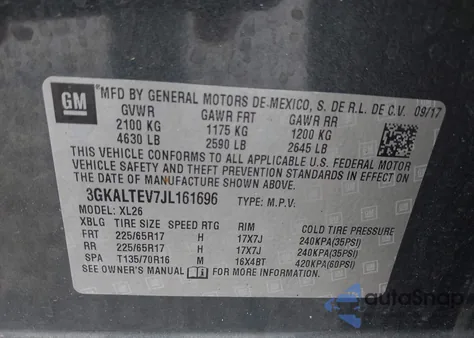 GM
MFD BY GENERAL MOTORS DE MEXICO, S. DE R.L. DE C.V. 09/17
GVWR GAWR FRT GAWR RR
2100 KG 1175 KG 1200 KG
4630 LB 2590 LB 2645 LB
THIS VEHICLE CONFORMS TO ALL APPLICABLE U.S. FEDERAL MOTOR
VEHICLE SAFETY AND THEFT PREVENTION STANDARDS IN EFFECT ON
THE DATE OF MANUFACTURE SHOWN ABOVE.
3GKALTEV7JL161696 TYPE: M.P.V.
MODEL: XL26
XBLG TIRE SIZE SPEED RTG RIM COLD TIRE PRESSURE
FRT 225/65R17 H 17X7J 240KPA(35PSI)
RR 225/65R17 H 17X7J 240KPA(35PSI)
SPA T135/70R16 M 16X4BT 420KPA(60PSI)
SEE OWNER'S MANUAL FOR MORE INFORMATION.
autoSnap